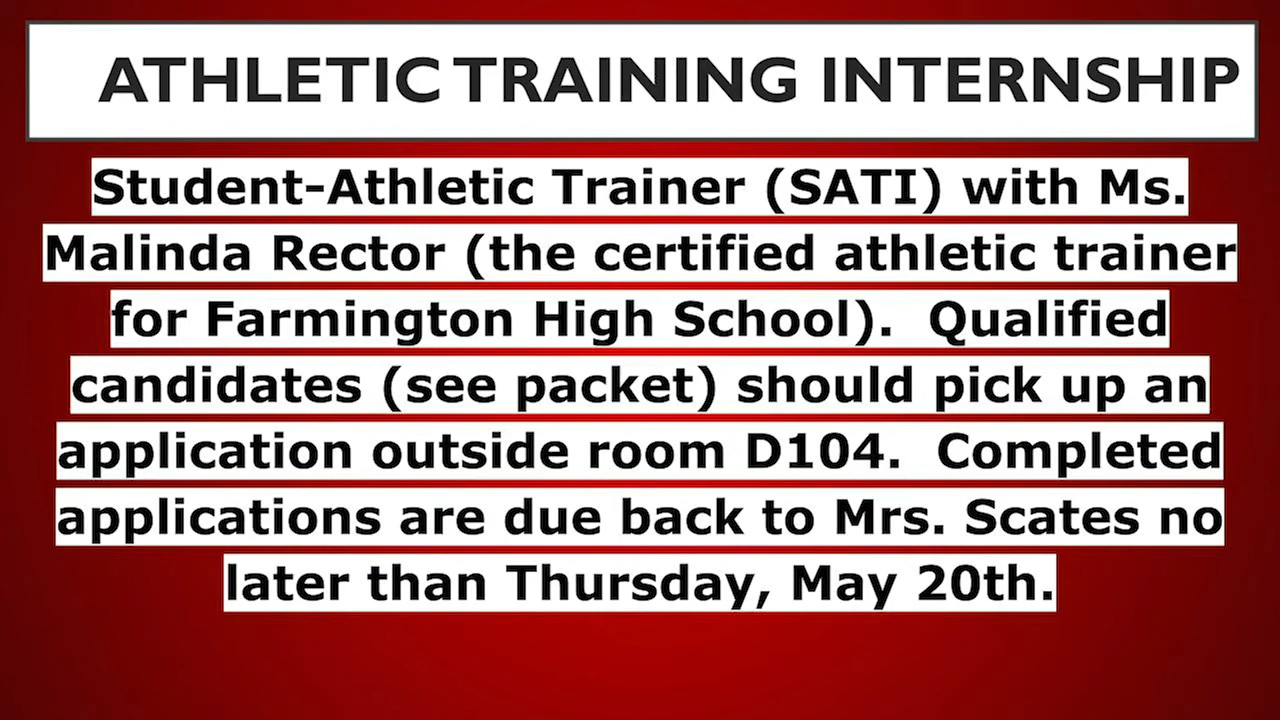 ATHLETIC TRAINING INTERNSHIP
Student-Athletic Trainer (SATI) with Ms.
Malinda Rector (the certified athletic trainer
for Farmington High School).  Qualified
candidates (see packet) should pick up an
application outside room D104.  Completed
applications are due back to Mrs. Scates no
later than Thursday, May 20th.